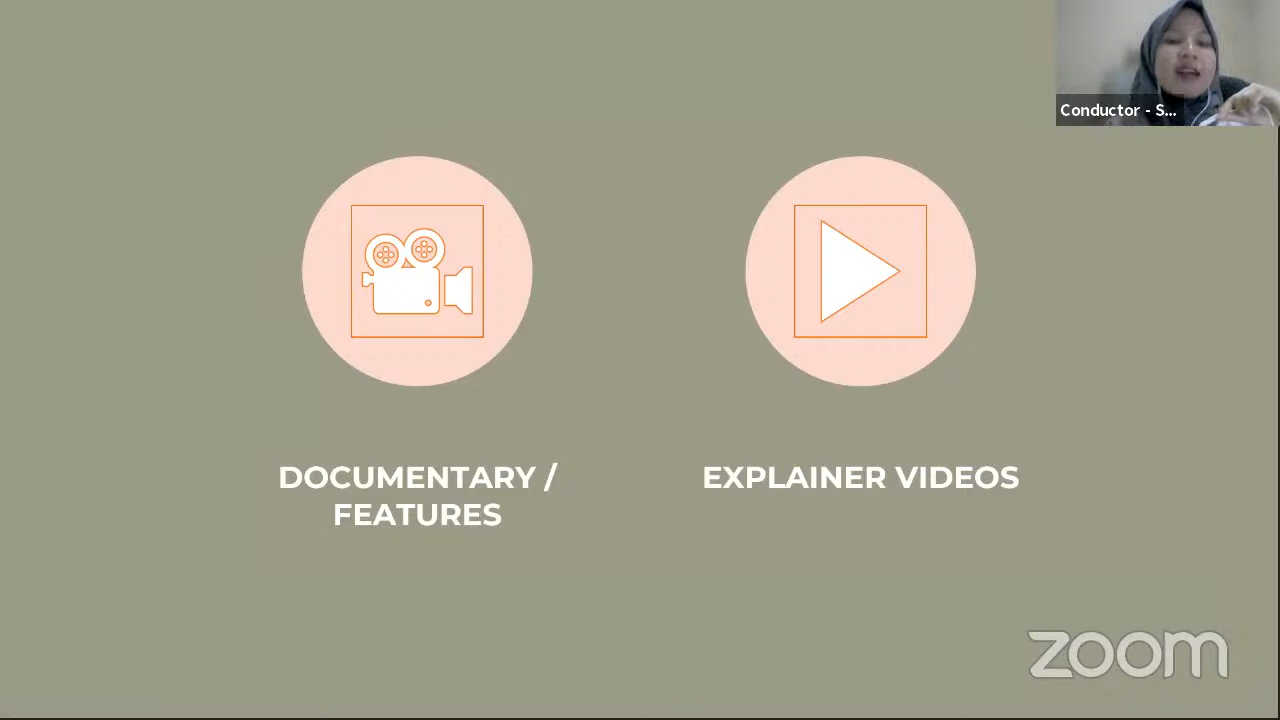 Conductor - S...
DOCUMENTARY /
FEATURES
EXPLAINER VIDEOS
zoom